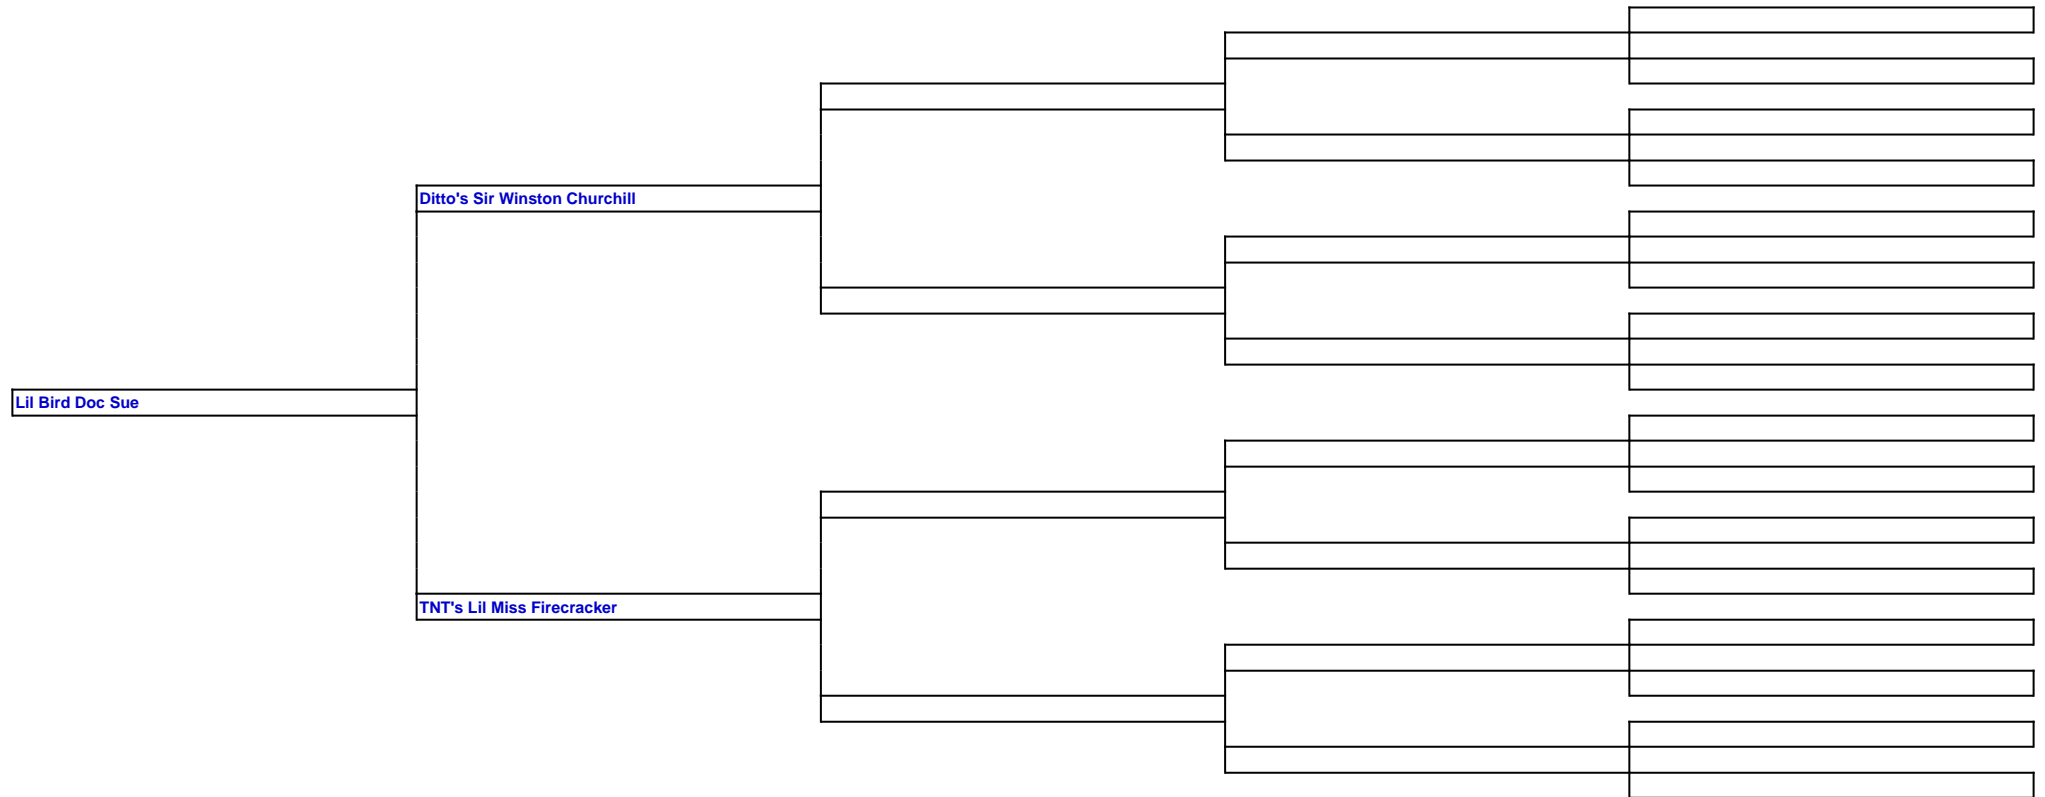 Ditto's Sir Winston Churchill
Lil Bird Doc Sue
TNT's Lil Miss Firecracker